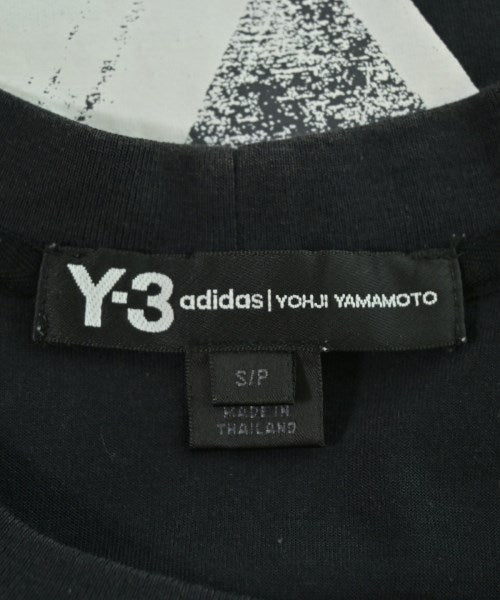 Y-3 adidas | YOHJI YAMAMOTO
S/P
MADE IN
THAILAND